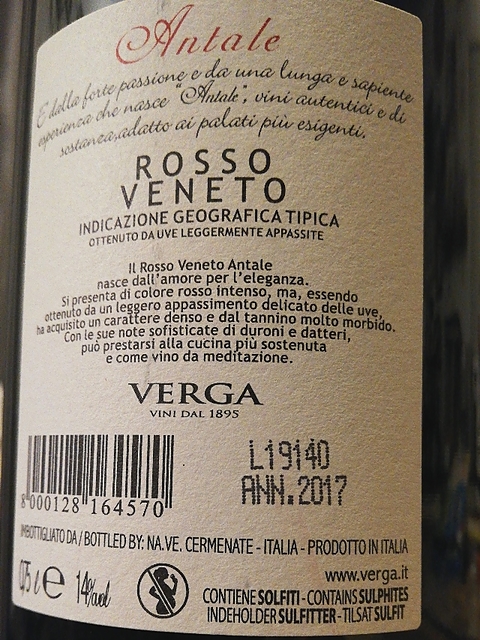 Antale
E dalla forte passione e da una lunga e sapiente
esperienza che nasce "Antale", vini autentici e di
sostanza, adatto ai palati più esigenti.
ROSSO
VENETO
INDICAZIONE GEOGRAFICA TIPICA
OTTENUTO DA UVE LEGGERMENTE APPASSITE
Il Rosso Veneto Antale
nasce dall'amore per l'eleganza.
Si presenta di colore rosso intenso, ma, essendo
ottenuto da un leggero appassimento delicato delle uve,
ha acquisito un carattere denso e dal tannino molto morbido.
Con le sue note sofisticate di duroni e datteri,
può prestarsi alla cucina più sostenuta
e come vino da meditazione.
VERGA
VINI DAL 1895
L19140
ANN.2017
8 000128 164570
IMBOTTIGLIATO DA / BOTTLED BY: NA.VE. CERMENATE - ITALIA - PRODOTTO IN ITALIA
www.verga.it
0,75 l e 14%vol
CONTIENE SOLFITI - CONTAINS SULPHITES
INDEHOLDER SULFITTER - TILSAT SULFIT